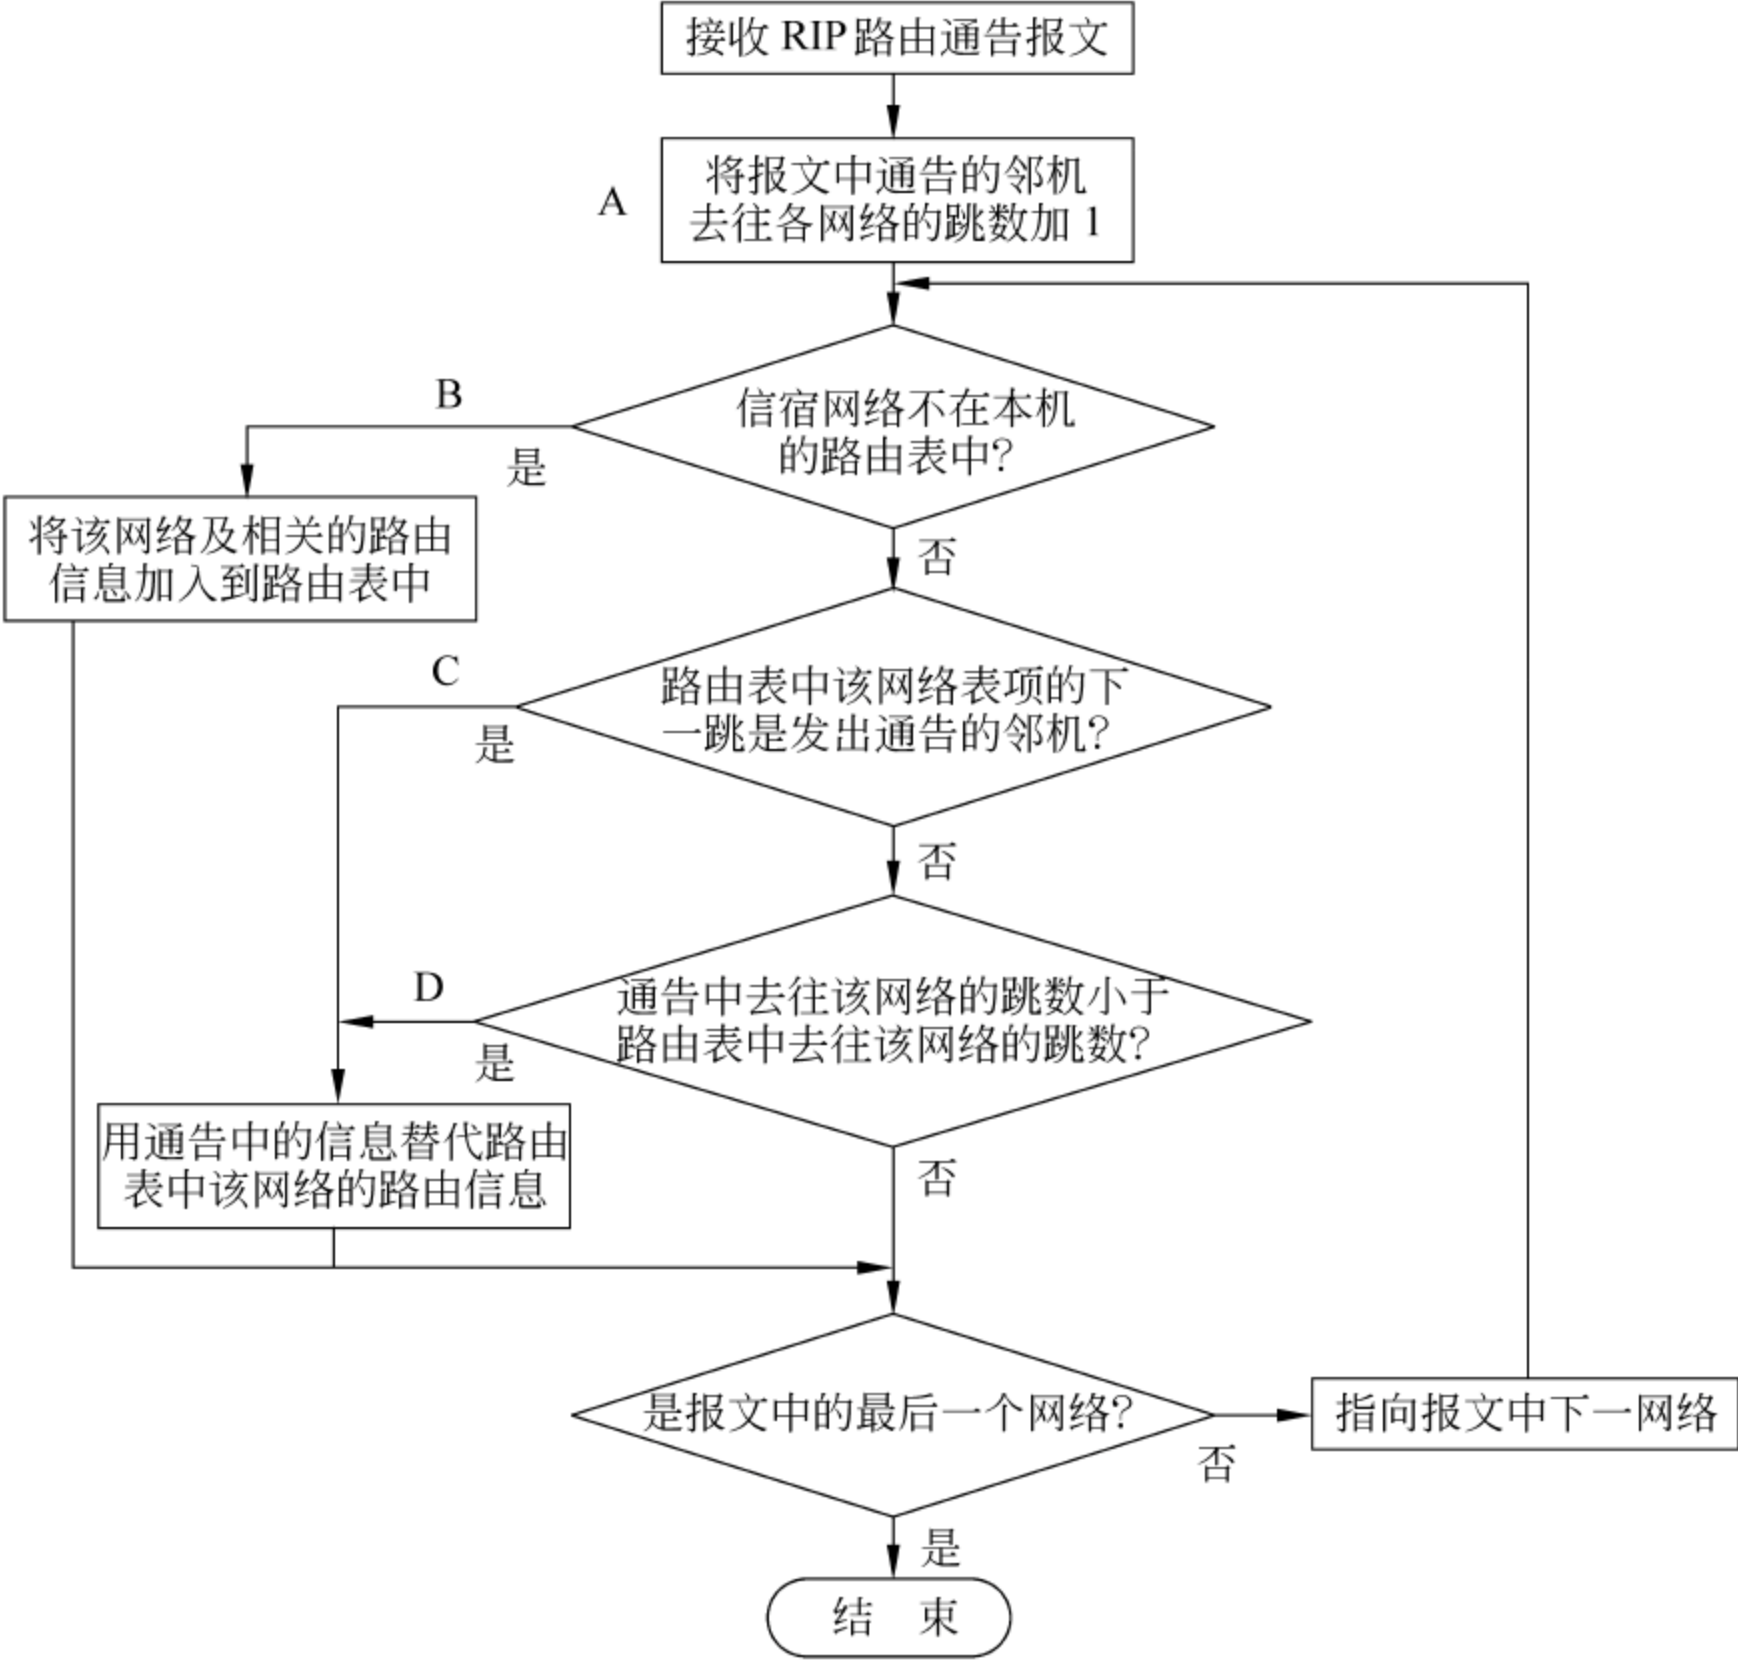 接收 RIP 路由通告报文
A
将报文中通告的邻机
去往各网络的跳数加 1
B
信宿网络不在本机
的路由表中?
是
否
将该网络及相关的路由
信息加入到路由表中
C
路由表中该网络表项的下
一跳是发出通告的邻机?
是
否
D
通告中去往该网络的跳数小于
路由表中去往该网络的跳数?
是
否
用通告中的信息替代路由
表中该网络的路由信息
是报文中的最后一个网络?
否
指向报文中下一网络
是
结 束